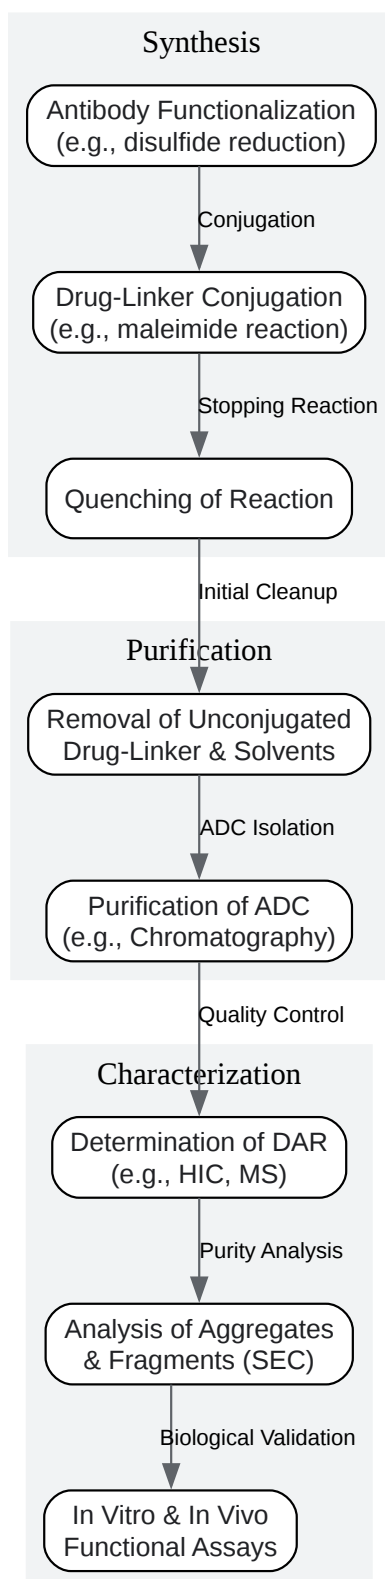 Synthesis
Antibody Functionalization
(e.g., disulfide reduction)
Conjugation
Drug-Linker Conjugation
(e.g., maleimide reaction)
Stopping Reaction
Quenching of Reaction
Initial Cleanup
Purification
Removal of Unconjugated
Drug-Linker & Solvents
ADC Isolation
Purification of ADC
(e.g., Chromatography)
Quality Control
Characterization
Determination of DAR
(e.g., HIC, MS)
Purity Analysis
Analysis of Aggregates
& Fragments (SEC)
Biological Validation
In Vitro & In Vivo
Functional Assays